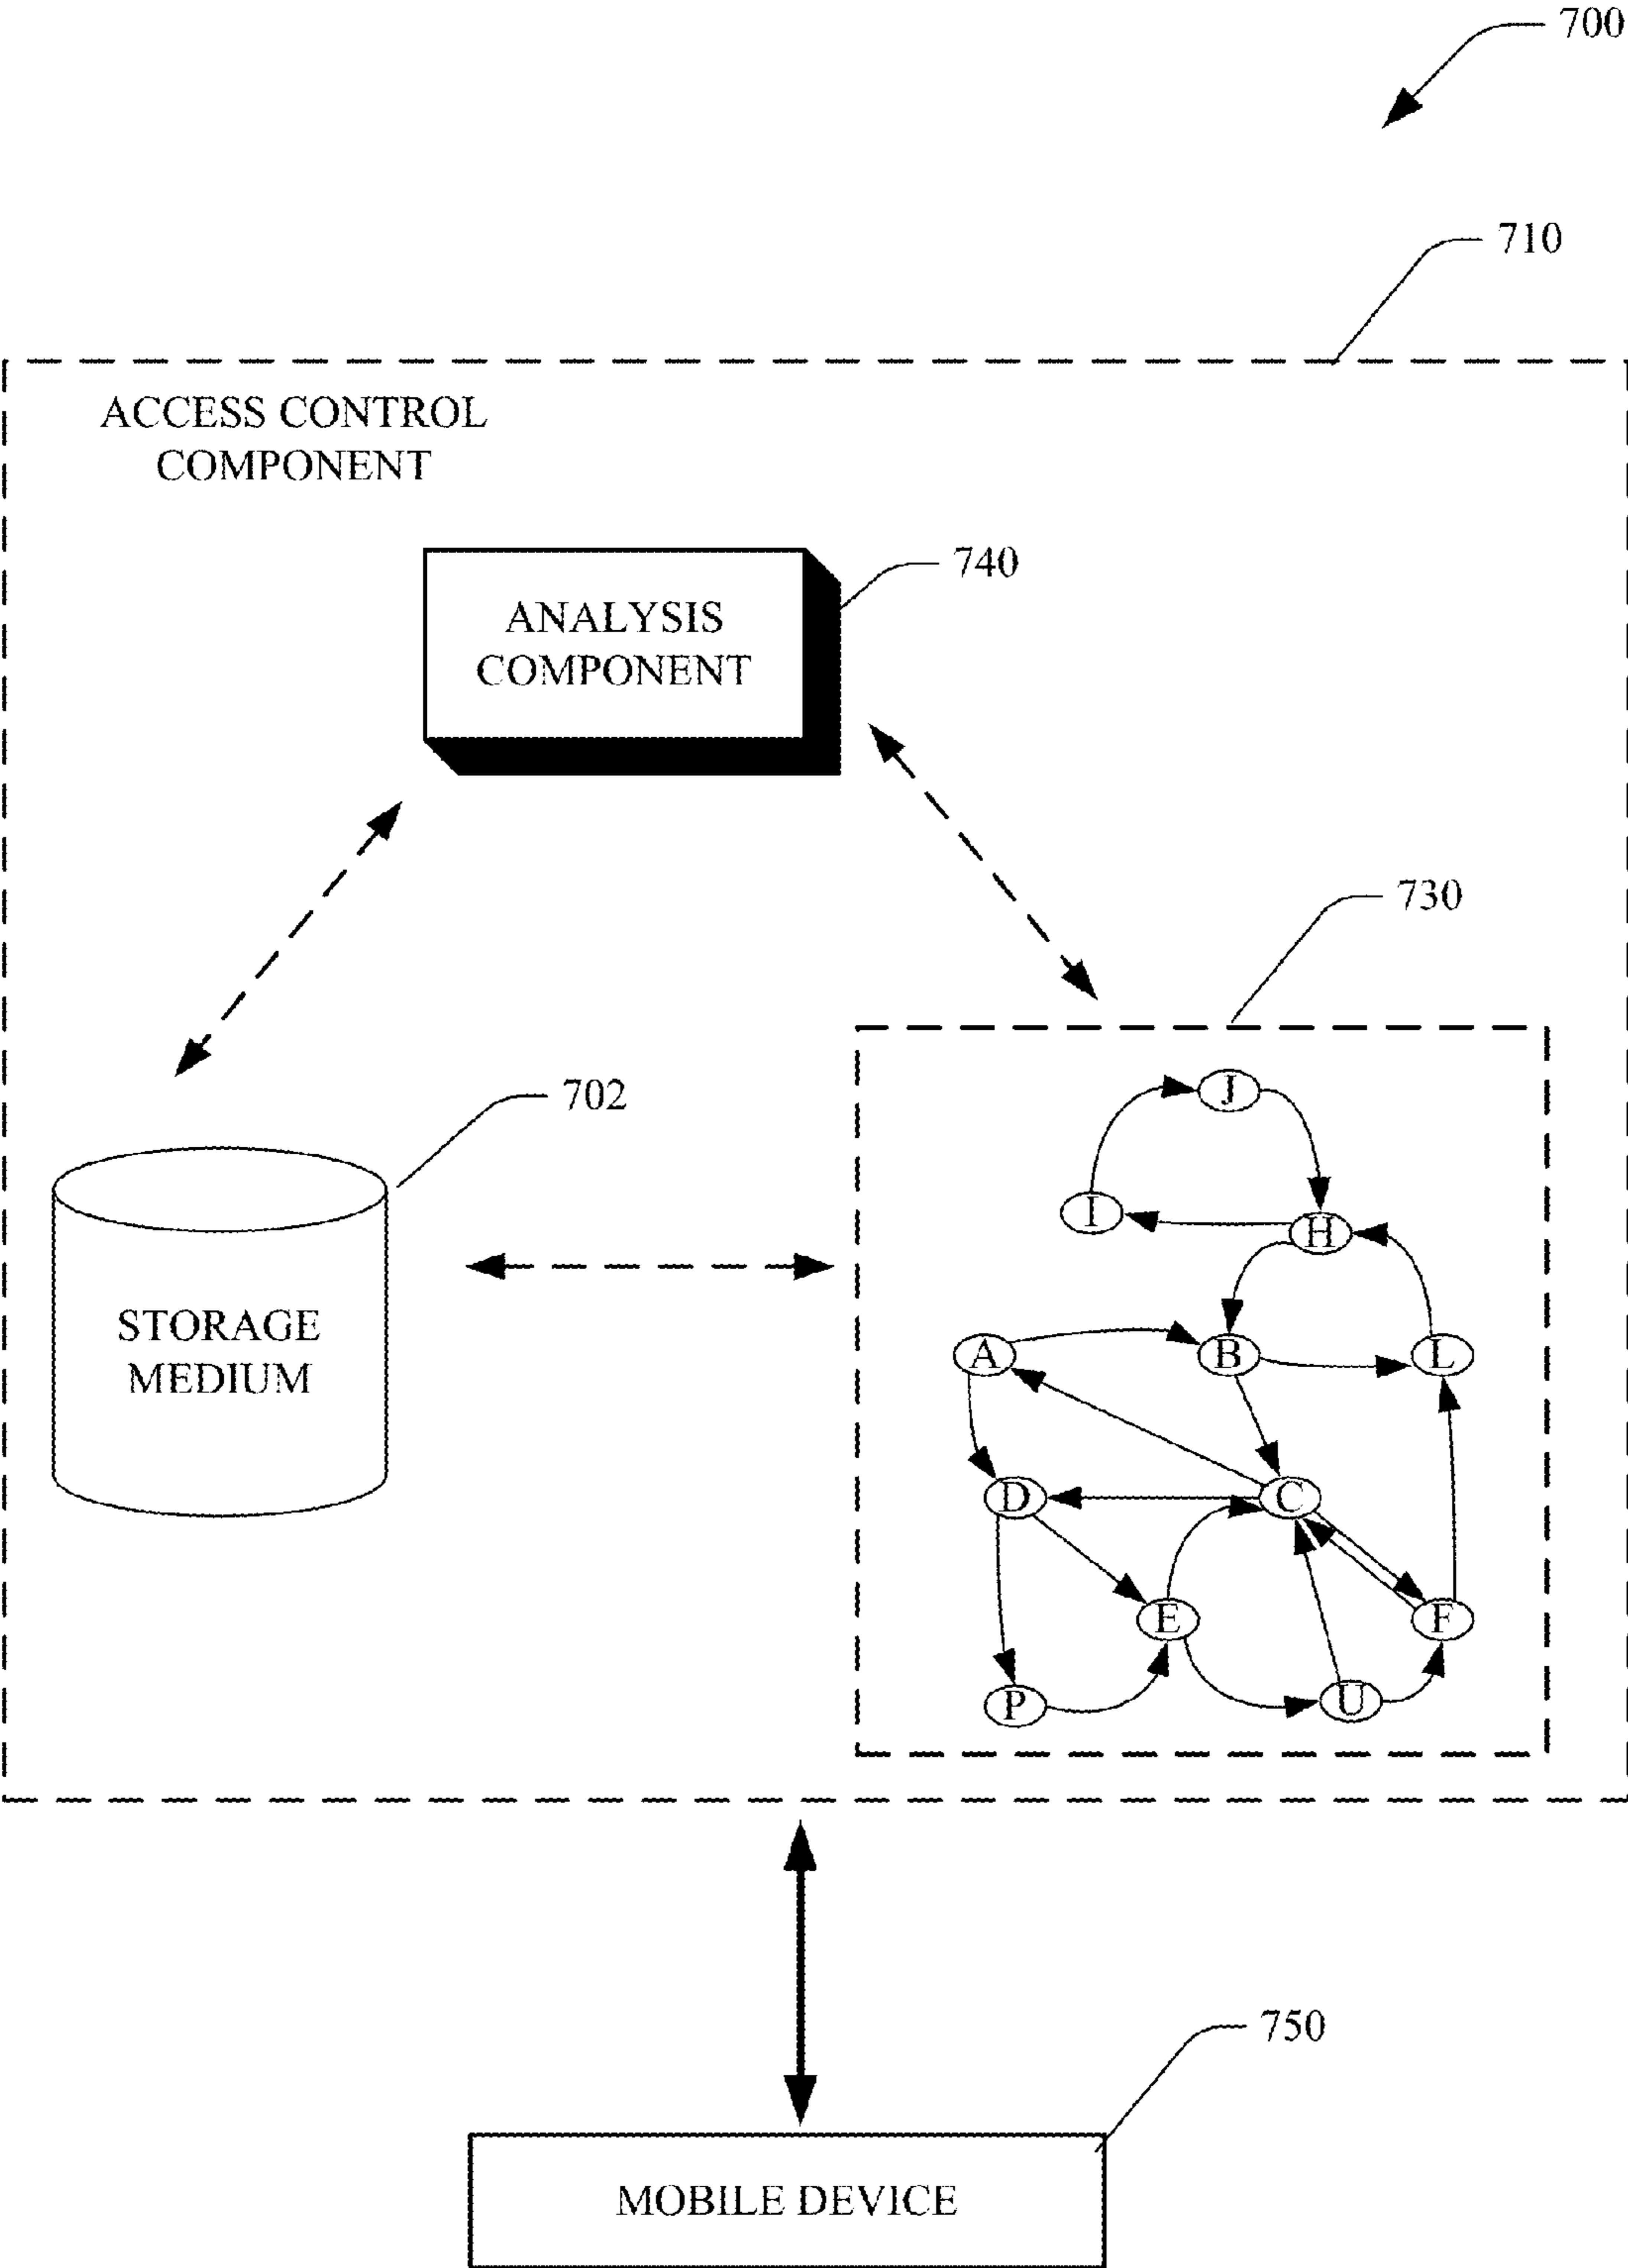 700
710
ACCESS CONTROL
COMPONENT
740
ANALYSIS
COMPONENT
730
702
J
I
H
STORAGE
MEDIUM
A
B
L
D
C
E
F
P
U
750
MOBILE DEVICE